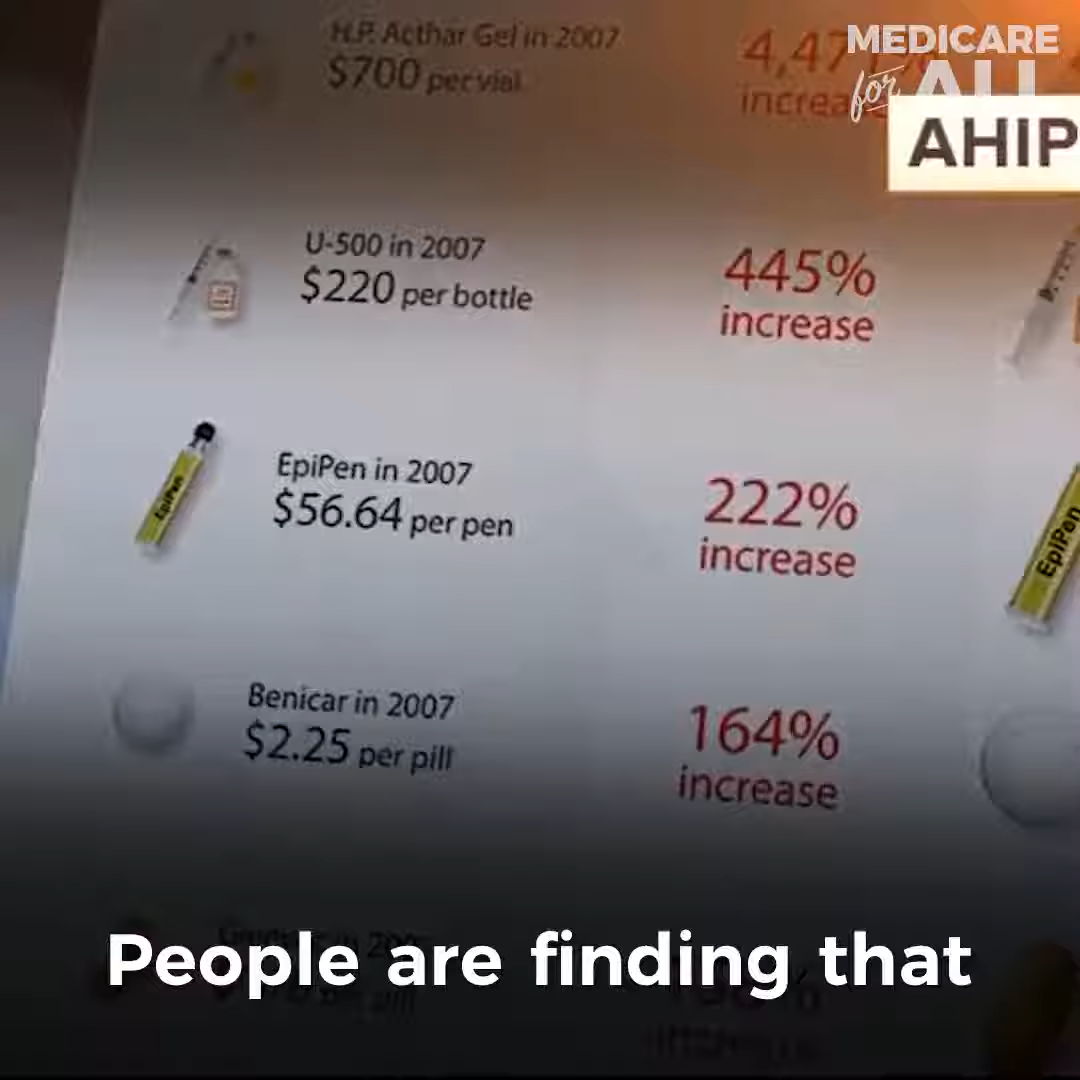 MEDICARE
for ALL
AHIP
H.P. Acthar Gel in 2007
$700 per vial
increase
U-500 in 2007
$220 per bottle
445%
increase
EpiPen
EpiPen in 2007
$56.64 per pen
222%
increase
EpiPen
Benicar in 2007
$2.25 per pill
164%
increase
People are finding that